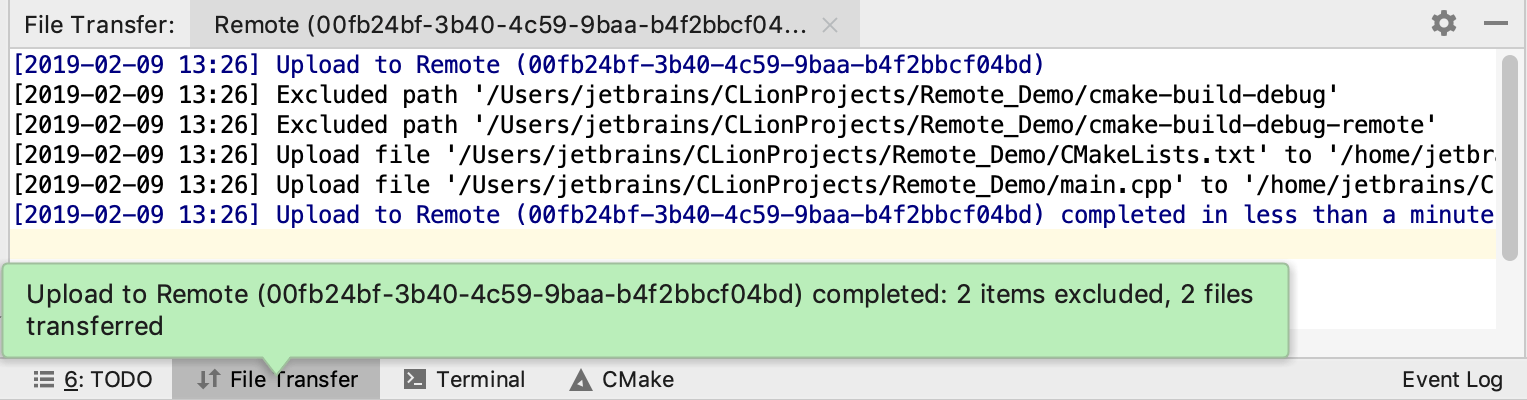 File Transfer: Remote (00fb24bf-3b40-4c59-9baa-b4f2bbcf04...
[2019-02-09 13:26] Upload to Remote (00fb24bf-3b40-4c59-9baa-b4f2bbcf04bd)
[2019-02-09 13:26] Excluded path '/Users/jetbrains/CLionProjects/Remote_Demo/cmake-build-debug'
[2019-02-09 13:26] Excluded path '/Users/jetbrains/CLionProjects/Remote_Demo/cmake-build-debug-remote'
[2019-02-09 13:26] Upload file '/Users/jetbrains/CLionProjects/Remote_Demo/CMakeLists.txt' to '/home/jetbr
[2019-02-09 13:26] Upload file '/Users/jetbrains/CLionProjects/Remote_Demo/main.cpp' to '/home/jetbrains/C
[2019-02-09 13:26] Upload to Remote (00fb24bf-3b40-4c59-9baa-b4f2bbcf04bd) completed in less than a minute
Upload to Remote (00fb24bf-3b40-4c59-9baa-b4f2bbcf04bd) completed: 2 items excluded, 2 files
transferred
6: TODO File Transfer Terminal CMake Event Log